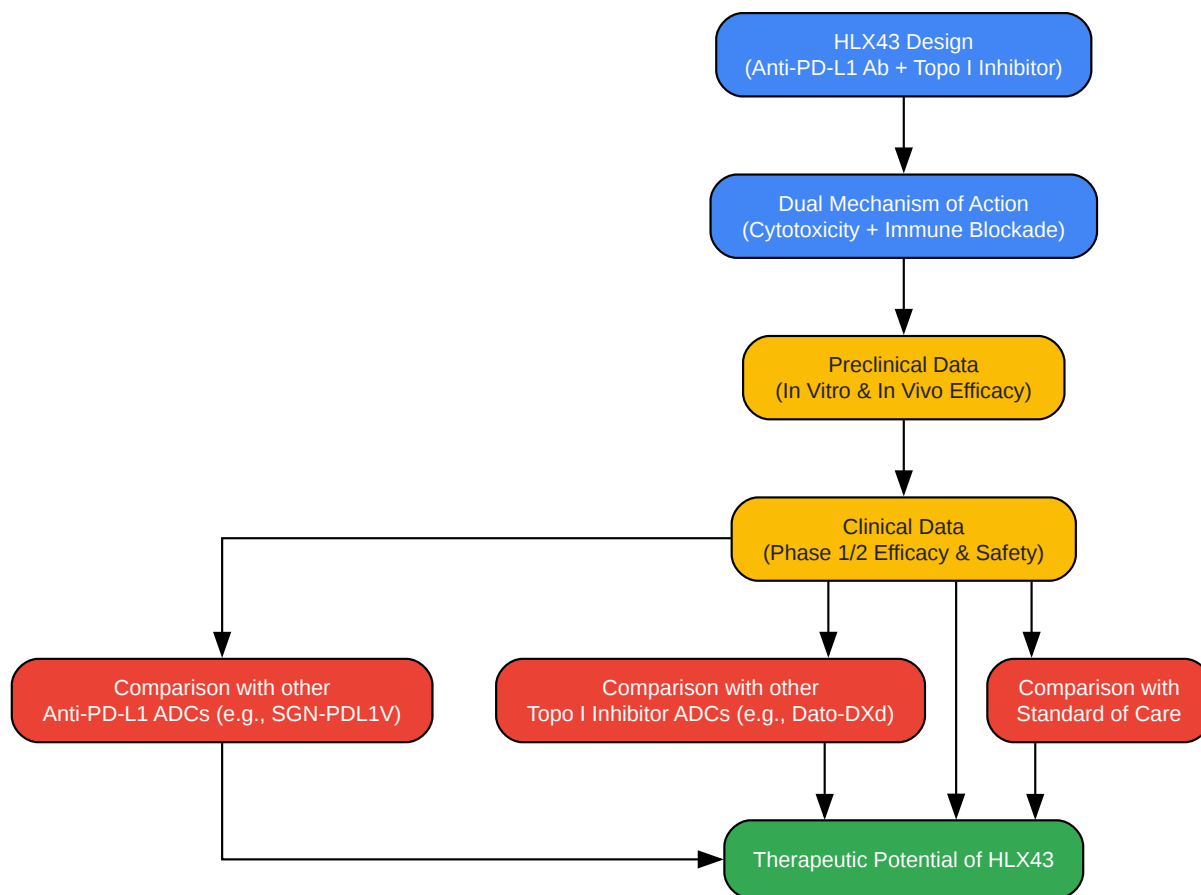 HLX43 Design
(Anti-PD-L1 Ab + Topo I Inhibitor)
Dual Mechanism of Action
(Cytotoxicity + Immune Blockade)
Preclinical Data
(In Vitro & In Vivo Efficacy)
Clinical Data
(Phase 1/2 Efficacy & Safety)
Comparison with other
Anti-PD-L1 ADCs (e.g., SGN-PDL1V)
Comparison with other
Topo I Inhibitor ADCs (e.g., Dato-DXd)
Comparison with
Standard of Care
Therapeutic Potential of HLX43